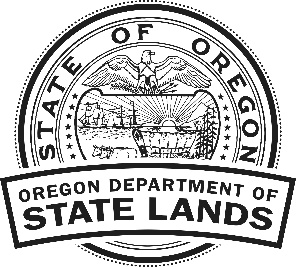 STATE OF OREGON
OREGON DEPARTMENT OF
STATE LANDS